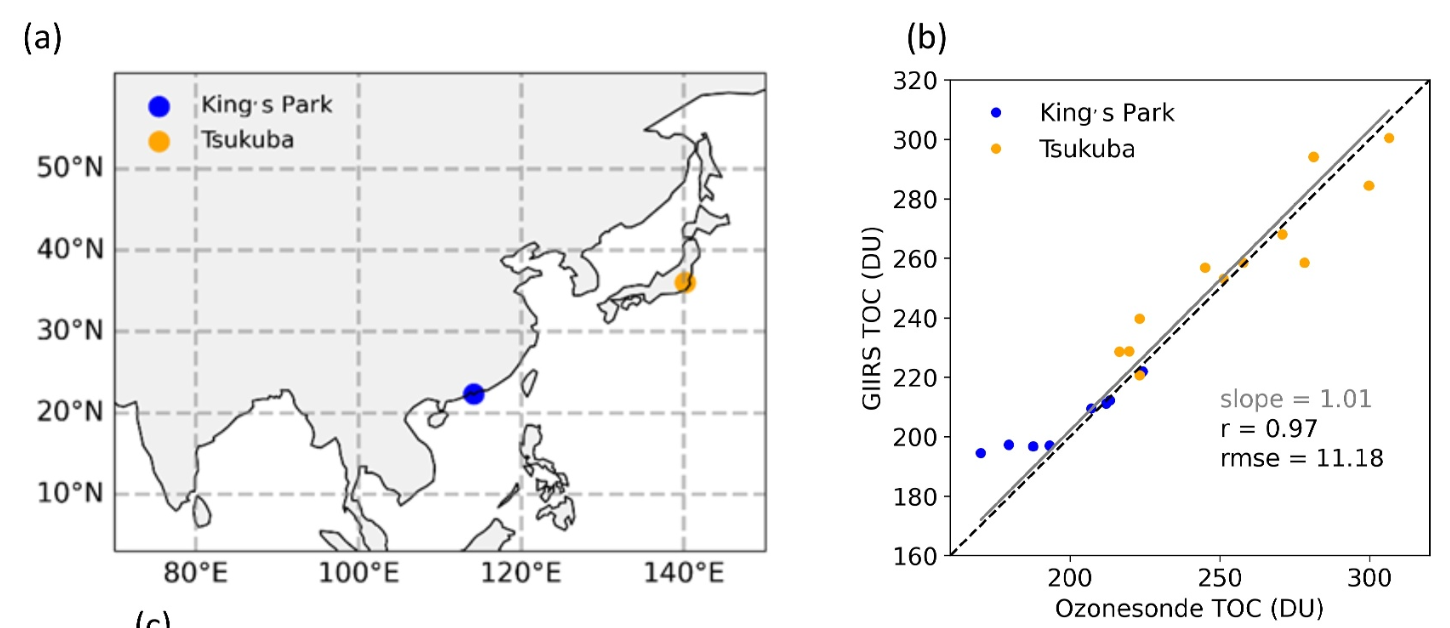 (a)
King's Park
Tsukuba
50°N
40°N
30°N
20°N
10°N
80°E
100°E
120°E
140°E
(b)
320
300
280
260
240
220
200
180
160
GIIRS TOC (DU)
King's Park
Tsukuba
slope = 1.01
r = 0.97
rmse = 11.18
200
250
300
Ozonesonde TOC (DU)
(c)